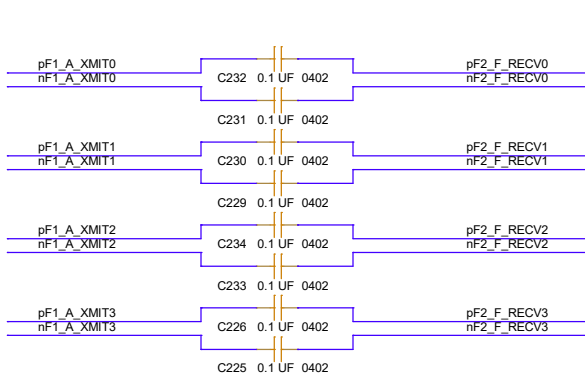 pF1_A_XMIT0 pF2_F_RECV0
nF1_A_XMIT0 C232 0.1 UF 0402 nF2_F_RECV0
C231 0.1 UF 0402
pF1_A_XMIT1 pF2_F_RECV1
nF1_A_XMIT1 C230 0.1 UF 0402 nF2_F_RECV1
C229 0.1 UF 0402
pF1_A_XMIT2 pF2_F_RECV2
nF1_A_XMIT2 C234 0.1 UF 0402 nF2_F_RECV2
C233 0.1 UF 0402
pF1_A_XMIT3 pF2_F_RECV3
nF1_A_XMIT3 C226 0.1 UF 0402 nF2_F_RECV3
C225 0.1 UF 0402